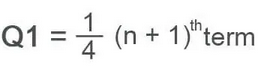 Q1 = 1/4 (n + 1)th term